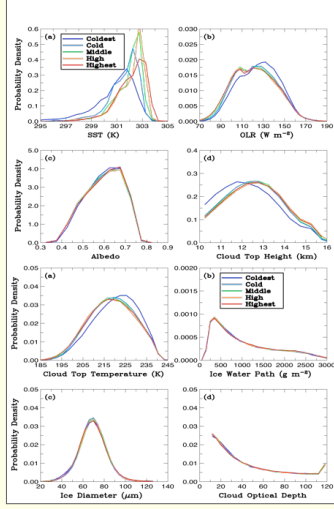 (a)
Coldest
Cold
Middle
High
Highest
Probability Density
0.6
0.5
0.4
0.3
0.2
0.1
0.0
295 297 299 301 303 305
SST (K)
(b)
0.030
0.025
0.020
0.015
0.010
0.005
0.000
70 90 110 130 150 170 190
OLR (W m⁻²)
(c)
Probability Density
5.0
4.0
3.0
2.0
1.0
0.0
0.3 0.4 0.5 0.6 0.7 0.8 0.9
Albedo
(d)
0.4
0.3
0.2
0.1
0.0
10 11 12 13 14 15 16
Cloud Top Height (km)
(a)
Probability Density
0.05
0.04
0.03
0.02
0.01
0.00
185 195 205 215 225 235 245
Cloud Top Temperature (K)
(b)
Coldest
Cold
Middle
High
Highest
0.0020
0.0015
0.0010
0.0005
0.0000
0 500 1000 1500 2000 2500 3000
Ice Water Path (g m⁻²)
(c)
Probability Density
0.05
0.04
0.03
0.02
0.01
0.00
20 40 60 80 100 120 140
Ice Diameter (μm)
(d)
0.05
0.04
0.03
0.02
0.01
0.00
0 20 40 60 80 100 120
Cloud Optical Depth